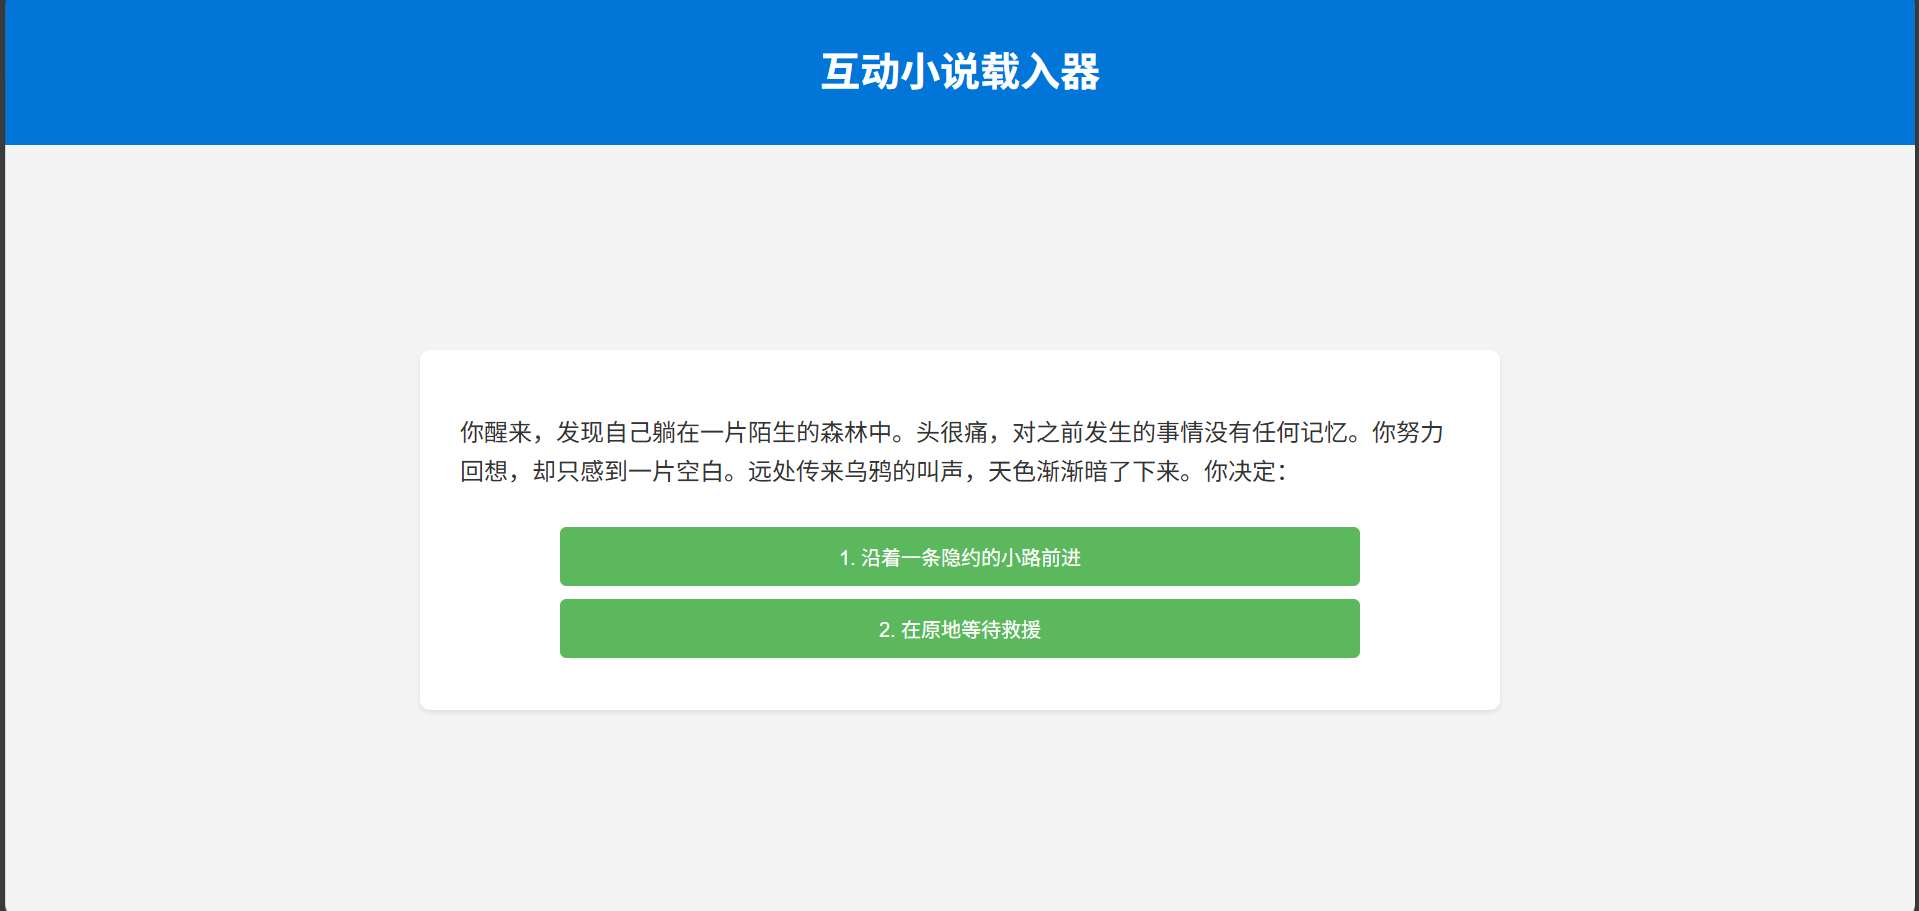 互动小说载入器
你醒来，发现自己躺在一片陌生的森林中。头很痛，对之前发生的事情没有任何记忆。你努力
回想，却只感到一片空白。远处传来乌鸦的叫声，天色渐渐暗了下来。你决定：
1. 沿着一条隐约的小路前进
2. 在原地等待救援